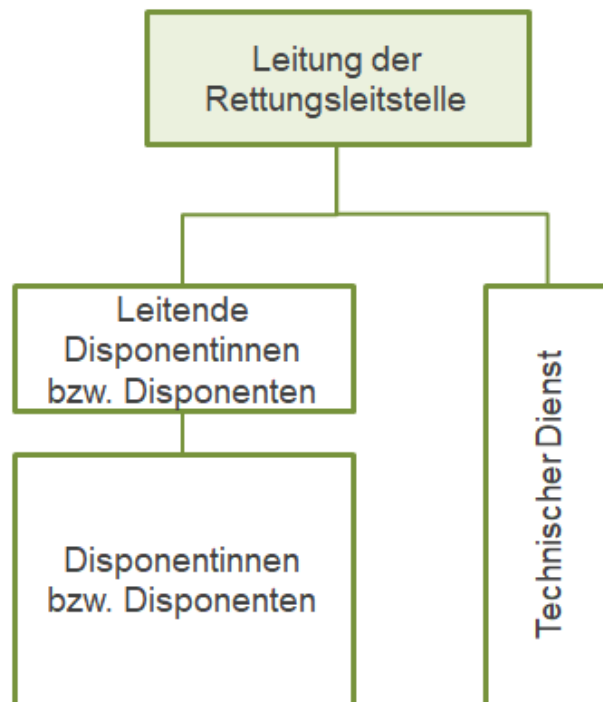 Leitung der
Rettungsleitstelle
Leitende
Disponentinnen
bzw. Disponenten
Disponentinnen
bzw. Disponenten
Technischer Dienst